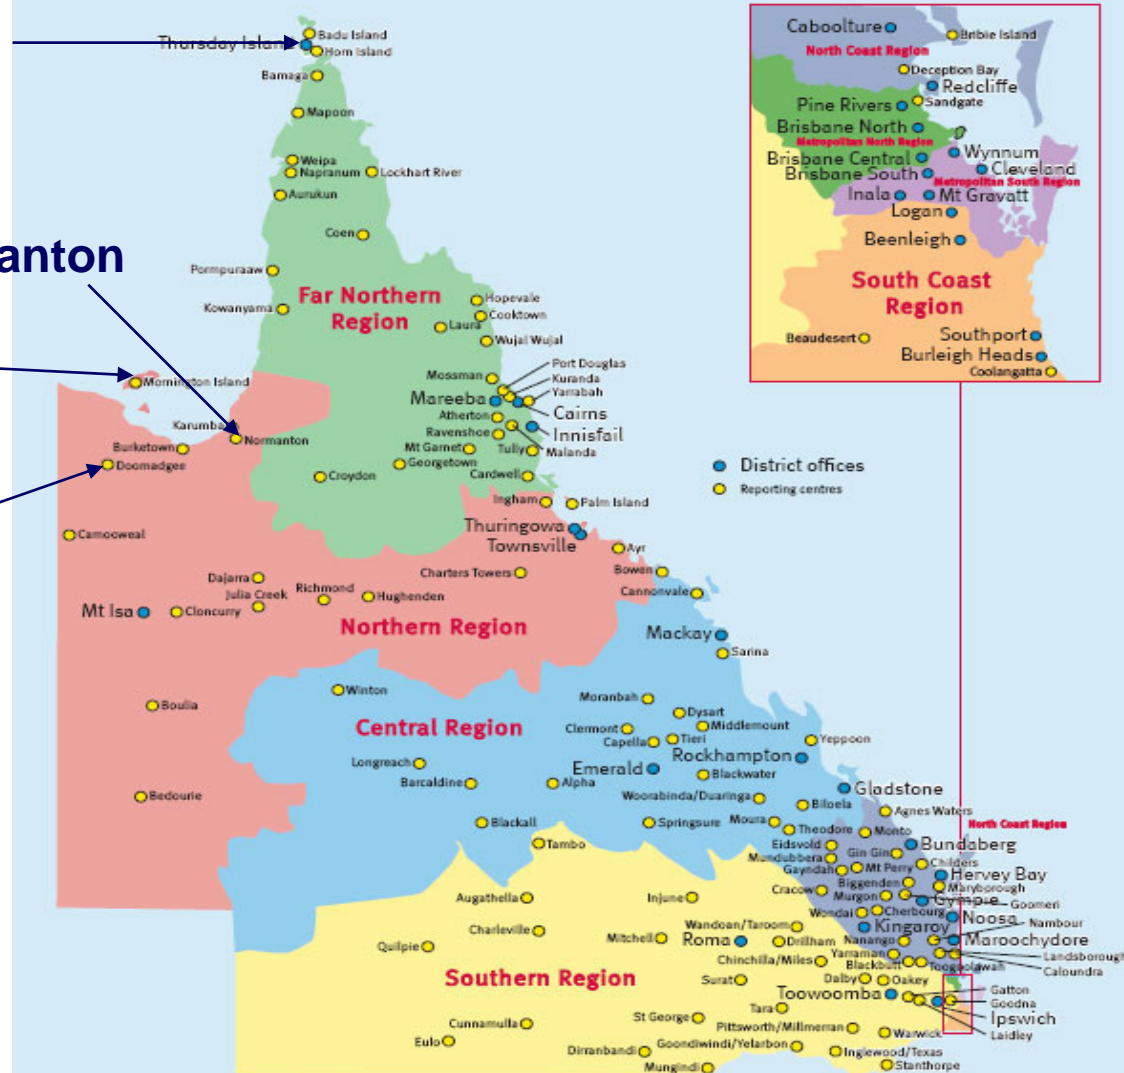 Thursday Island
Badu Island
Horn Island
Bamaga
Mapoon
Weipa
Napranum
Lockhart River
Aurukun
Coen
anton
Pormpuraaw
Kowanyama
Far Northern
Region
Hopevale
Cooktown
Laura
Wujal Wujal
Port Douglas
Mossman
Kuranda
Yarrabah
Mornington Island
Mareeba
Cairns
Atherton
Innisfail
Karumba
Ravenshoe
Normanton
Mt Garnet
Tully
Malanda
Burketown
Doomadgee
Georgetown
Croydon
Cardwell
Ingham
Palm Island
Thuringowa
Townsville
Camooweal
Ayr
Charters Towers
Bowen
Dajarra
Julia Creek
Richmond
Hughenden
Cannonvale
Mt Isa
Cloncurry
Northern Region
Mackay
Sarina
Winton
Moranbah
Boulia
Dysart
Central Region
Clermont
Middlemount
Capella
Tieri
Yeppoon
Rockhampton
Longreach
Emerald
Blackwater
Barcaldine
Alpha
Gladstone
Bedourie
Woorabinda/Duaringa
Biloela
Agnes Waters
Blackall
Springsure
Moura
Theodore
Monto
North Coast Region
Tambo
Eidsvold
Bundaberg
Mundubbera
Gin Gin
Gayndah
Mt Perry
Childers
Hervey Bay
Biggenden
Maryborough
Augathella
Injune
Cracow
Murgon
Gympie
Goomeri
Wondai
Cherbourg
Noosa
Nambour
Charleville
Wandoan/Taroom
Kingaroy
Quilpie
Mitchell
Roma
Drillham
Nanango
Maroochydore
Yarraman
Landsborough
Chinchilla/Miles
Blackbutt
Toogoolawah
Caloundra
Southern Region
Surat
Dalby
Oakey
Toowoomba
Gatton
Goodna
Tara
Ipswich
Cunnamulla
St George
Pittsworth/Millmerran
Warwick
Laidley
Eulo
Goondiwindi/Yelarbon
Dirranbandi
Inglewood/Texas
Mungindi
Stanthorpe
District offices
Reporting centres
Caboolture
Bribie Island
North Coast Region
Deception Bay
Redcliffe
Pine Rivers
Sandgate
Brisbane North
Metropolitan North Region
Wynnum
Brisbane Central
Cleveland
Brisbane South
Metropolitan South Region
Inala
Mt Gravatt
Logan
Beenleigh
South Coast
Region
Beaudesert
Southport
Burleigh Heads
Coolangatta